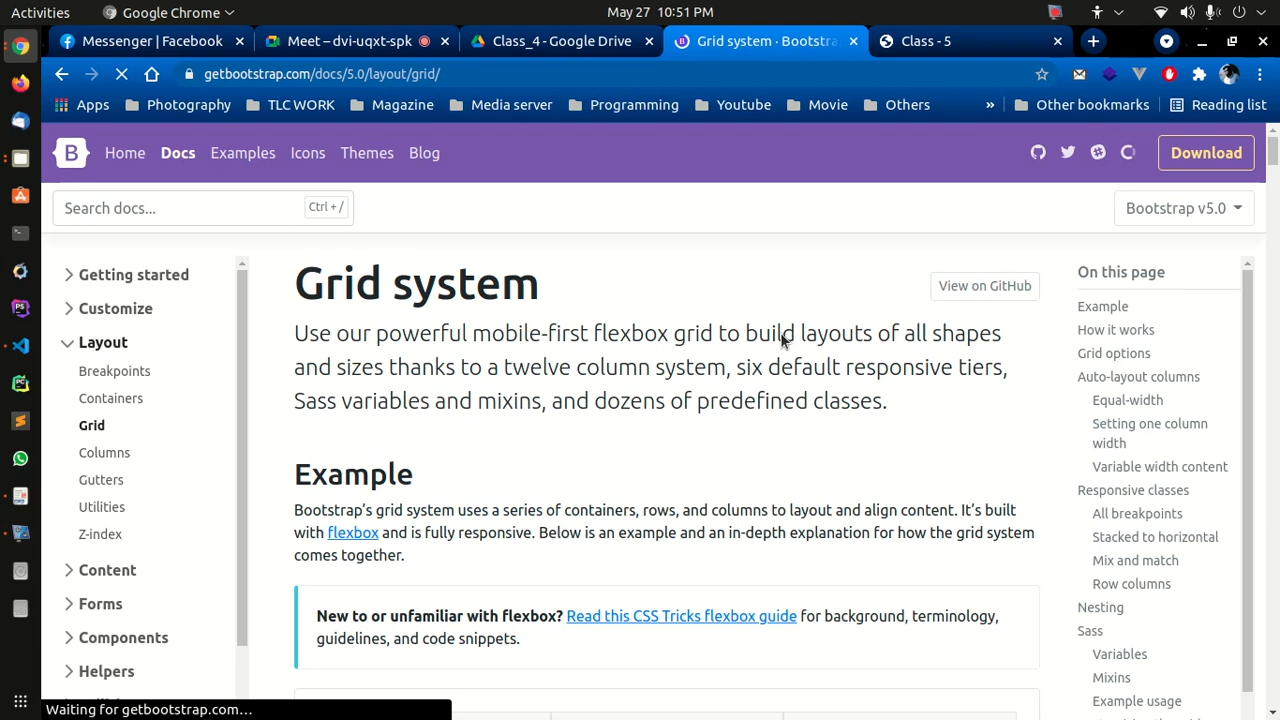 Activities
Google Chrome
May 27 10:51 PM
Messenger | Facebook
Meet – dvi-uqxt-spk
Class_4 - Google Drive
Grid system · Bootstra
Class - 5
getbootstrap.com/docs/5.0/layout/grid/
Apps
Photography
TLC WORK
Magazine
Media server
Programming
Youtube
Movie
Others
»
Other bookmarks
Reading list
B
Home
Docs
Examples
Icons
Themes
Blog
Download
Search docs...
Ctrl + /
Bootstrap v5.0
Getting started
Customize
Layout
Breakpoints
Containers
Grid
Columns
Gutters
Utilities
Z-index
Content
Forms
Components
Helpers
Grid system
View on GitHub
Use our powerful mobile-first flexbox grid to build layouts of all shapes
and sizes thanks to a twelve column system, six default responsive tiers,
Sass variables and mixins, and dozens of predefined classes.
Example
Bootstrap's grid system uses a series of containers, rows, and columns to layout and align content. It's built
with flexbox and is fully responsive. Below is an example and an in-depth explanation for how the grid system
comes together.
New to or unfamiliar with flexbox? Read this CSS Tricks flexbox guide for background, terminology,
guidelines, and code snippets.
On this page
Example
How it works
Grid options
Auto-layout columns
Equal-width
Setting one column
width
Variable width content
Responsive classes
All breakpoints
Stacked to horizontal
Mix and match
Row columns
Nesting
Sass
Variables
Mixins
Example usage
Waiting for getbootstrap.com...